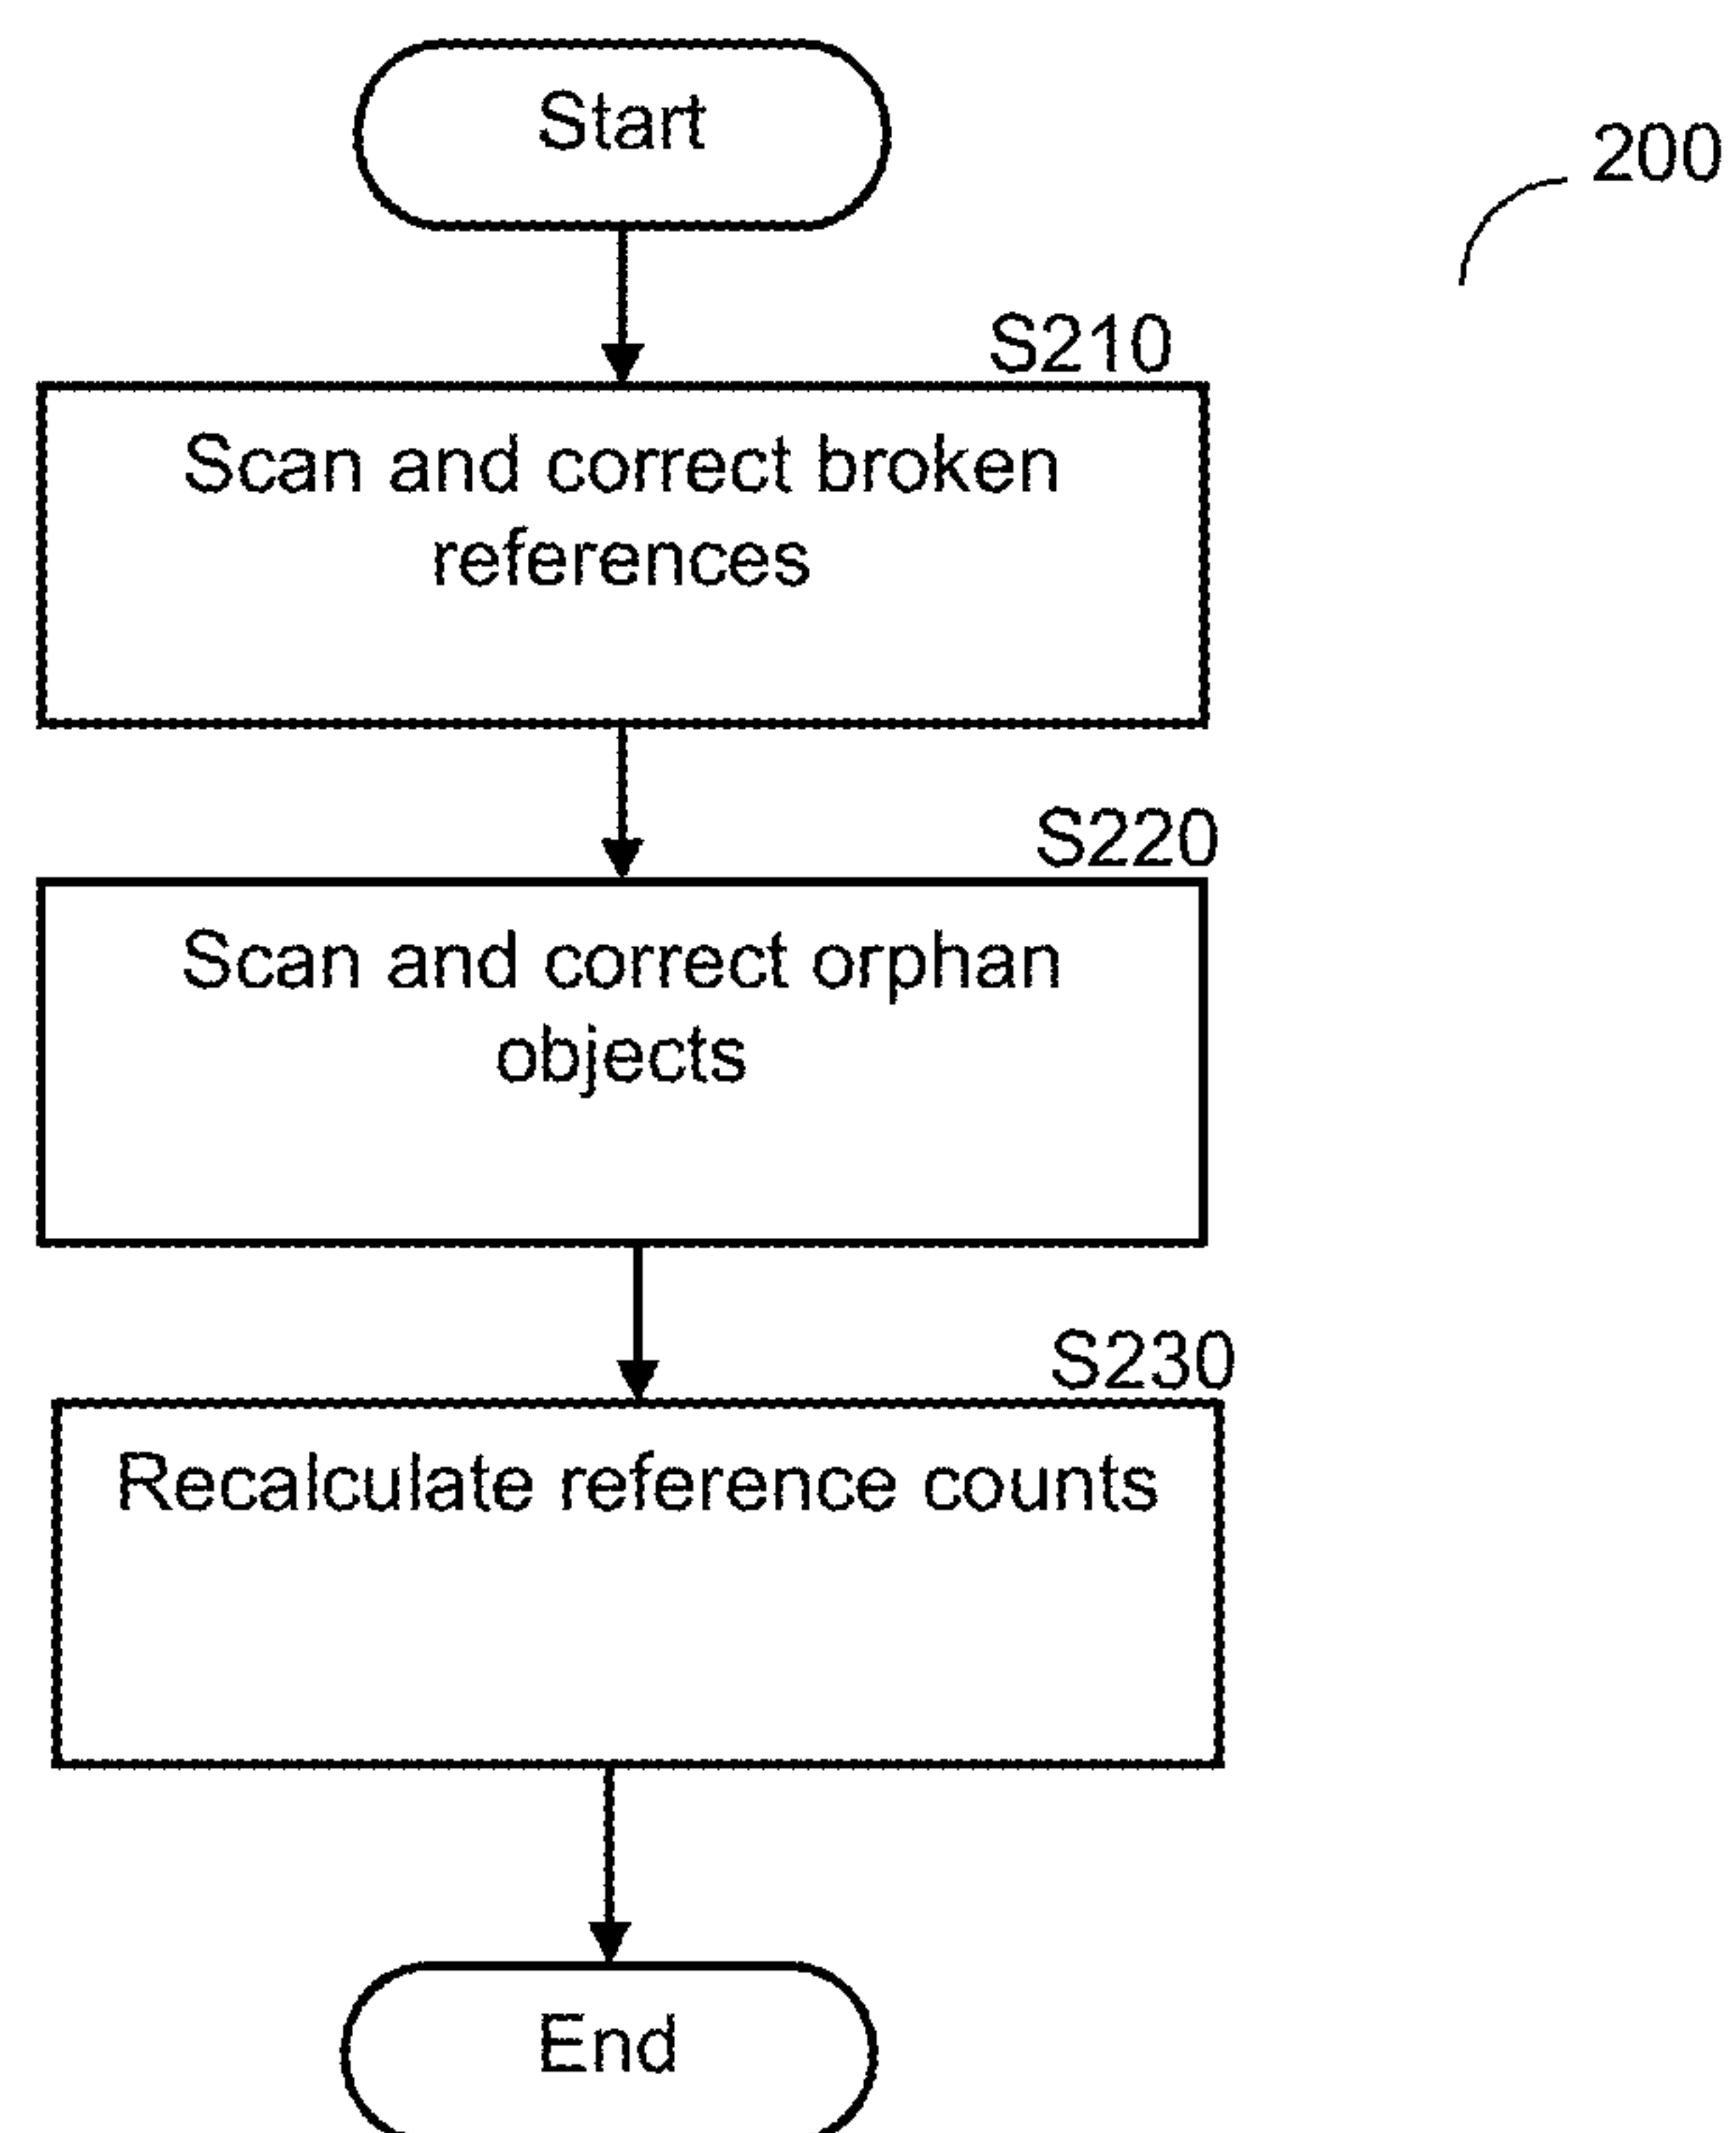 Start
200
S210
Scan and correct broken
references
S220
Scan and correct orphan
objects
S230
Recalculate reference counts
End